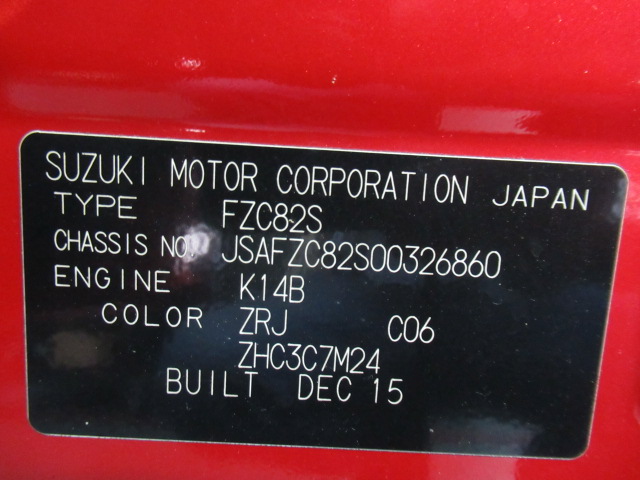 SUZUKI MOTOR CORPORATION JAPAN
TYPE FZC82S
CHASSIS NO. JSAFZC82S00326860
ENGINE K14B
COLOR ZRJ C06
ZHC3C7M24
BUILT DEC 15